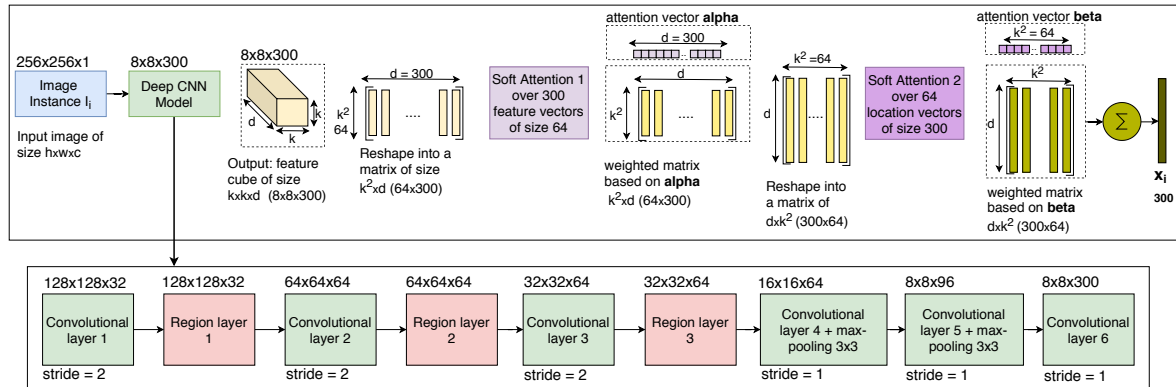 256x256x1
Image
Instance Iᵢ
Input image of
size hxwxc
8x8x300
Deep CNN
Model
8x8x300
d
k
k
Output: feature
cube of size
kxkxd (8x8x300)
d = 300
k²
64
....
Reshape into a
matrix of size
k²xd (64x300)
Soft Attention 1
over 300
feature vectors
of size 64
attention vector alpha
d = 300
...
d
k²
....
weighted matrix
based on alpha
k²xd (64x300)
k² =64
d
....
Reshape into
a matrix of
dxk² (300x64)
Soft Attention 2
over 64
location vectors
of size 300
attention vector beta
k² = 64
...
k²
d
....
weighted matrix
based on beta
dxk² (300x64)
Σ
xᵢ
300
128x128x32
Convolutional
layer 1
stride = 2
128x128x32
Region layer
1
64x64x64
Convolutional
layer 2
stride = 2
64x64x64
Region layer
2
32x32x64
Convolutional
layer 3
stride = 2
32x32x64
Region layer
3
16x16x64
Convolutional
layer 4 + max-
pooling 3x3
stride = 1
8x8x96
Convolutional
layer 5 + max-
pooling 3x3
stride = 1
8x8x300
Convolutional
layer 6
stride = 1